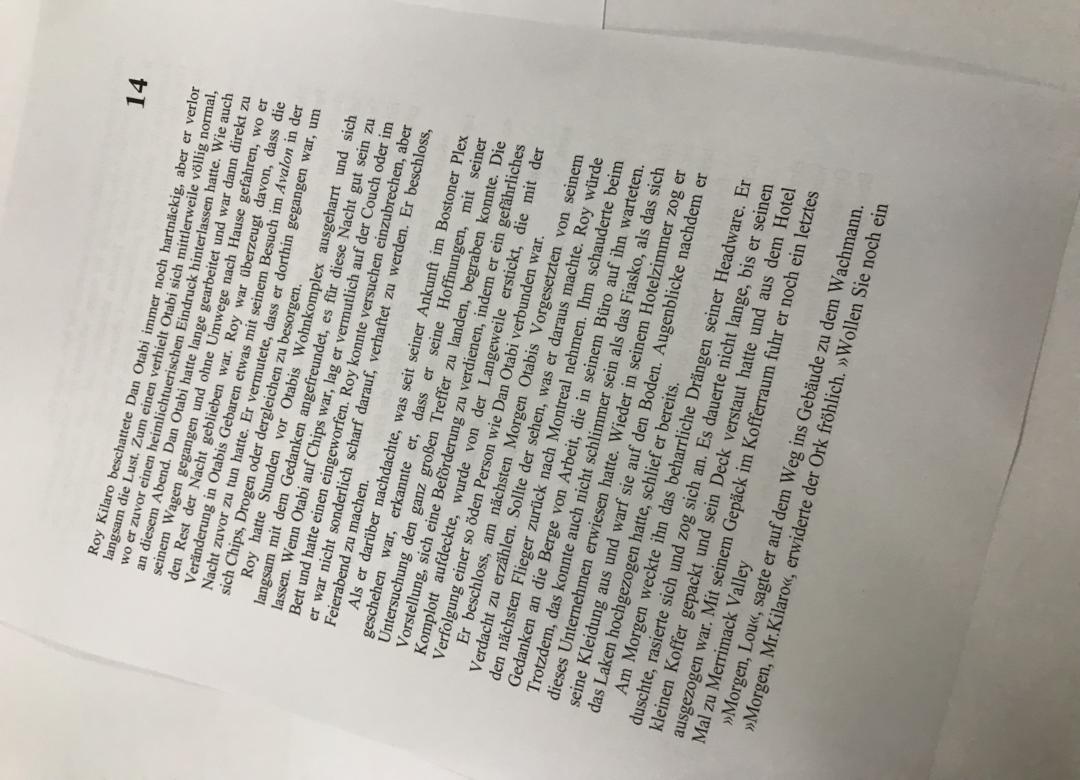 14
Roy Kilaro beschattete Dan Otabi immer noch hartnäckig, aber er verlor
langsam die Lust. Zum einen verhielt Otabi sich mittlerweile völlig normal,
wo er zuvor einen heimlichtuerischen Eindruck hinterlassen hatte. Wie auch
an diesem Abend. Dan Otabi hatte lange gearbeitet und war dann direkt zu
seinem Wagen gegangen und ohne Umwege nach Hause gefahren, wo er
den Rest der Nacht geblieben war. Roy war überzeugt davon, dass die
Veränderung in Otabis Gebaren etwas mit seinem Besuch im Avalon in der
Nacht zuvor zu tun hatte. Er vermutete, dass er dorthin gegangen war, um
sich Chips, Drogen oder dergleichen zu besorgen.
Roy hatte Stunden vor Otabis Wohnkomplex ausgeharrt und sich
langsam mit dem Gedanken angefreundet, es für diese Nacht gut sein zu
lassen. Wenn Otabi auf Chips war, lag er vermutlich auf der Couch oder im
Bett und hatte einen eingeworfen. Roy konnte versuchen einzubrechen, aber
er war nicht sonderlich scharf darauf, verhaftet zu werden. Er beschloss,
Feierabend zu machen.
Als er darüber nachdachte, was seit seiner Ankunft im Bostoner Plex
geschehen war, erkannte er, dass er seine Hoffnungen, mit seiner
Untersuchung den ganz großen Treffer zu landen, begraben konnte. Die
Vorstellung, sich eine Beförderung zu verdienen, indem er ein gefährliches
Komplott aufdeckte, wurde von der Langeweile erstickt, die mit der
Verfolgung einer so öden Person wie Dan Otabi verbunden war.
Er beschloss, am nächsten Morgen Otabis Vorgesetzten von seinem
Verdacht zu erzählen. Sollte der sehen, was er daraus machte. Roy würde
den nächsten Flieger zurück nach Montreal nehmen. Ihm schauderte beim
Gedanken an die Berge von Arbeit, die in seinem Büro auf ihn warteten.
Trotzdem, das konnte auch nicht schlimmer sein als das Fiasko, als das sich
dieses Unternehmen erwiesen hatte. Wieder in seinem Hotelzimmer zog er
seine Kleidung aus und warf sie auf den Boden. Augenblicke nachdem er
das Laken hochgezogen hatte, schlief er bereits.
Am Morgen weckte ihn das beharrliche Drängen seiner Headware. Er
duschte, rasierte sich und zog sich an. Es dauerte nicht lange, bis er seinen
kleinen Koffer gepackt und sein Deck verstaut hatte und aus dem Hotel
ausgezogen war. Mit seinem Gepäck im Kofferraum fuhr er noch ein letztes
Mal zu Merrimack Valley
»Morgen, Lou«, sagte er auf dem Weg ins Gebäude zu dem Wachmann.
»Morgen, Mr.Kilaro«, erwiderte der Ork fröhlich. »Wollen Sie noch ein